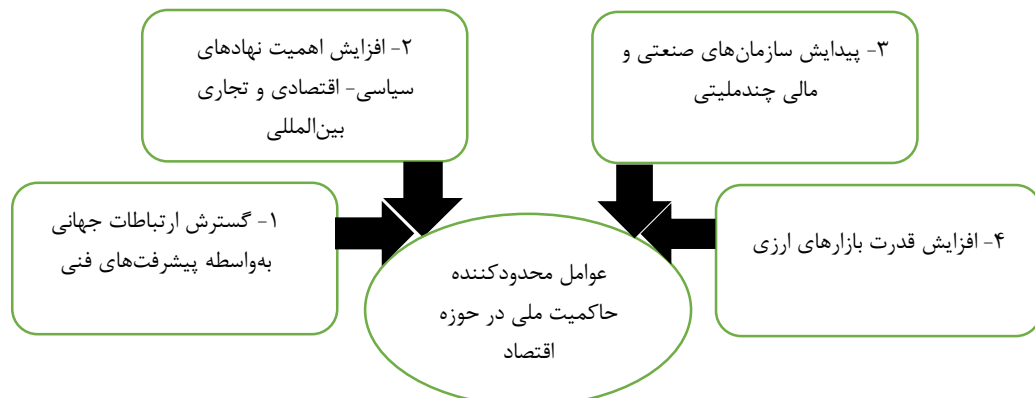 ۱- گسترش ارتباطات جهانی
به‌واسطه پیشرفت‌های فنی
۲- افزایش اهمیت نهادهای
سیاسی- اقتصادی و تجاری
بین‌المللی
۳- پیدایش سازمان‌های صنعتی و
مالی چندملیتی
۴- افزایش قدرت بازارهای ارزی
عوامل محدودکننده
حاکمیت ملی در حوزه
اقتصاد